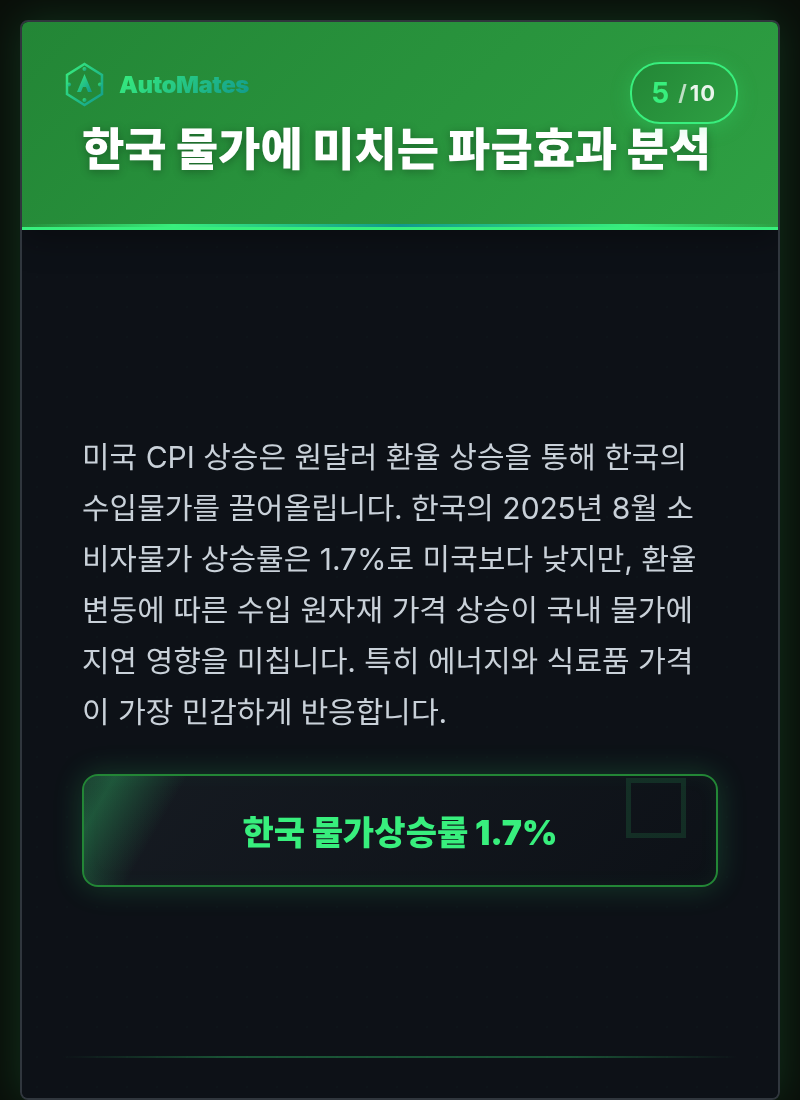 AutoMates
5 /10
한국 물가에 미치는 파급효과 분석
미국 CPI 상승은 원달러 환율 상승을 통해 한국의
수입물가를 끌어올립니다. 한국의 2025년 8월 소
비자물가 상승률은 1.7%로 미국보다 낮지만, 환율
변동에 따른 수입 원자재 가격 상승이 국내 물가에
지연 영향을 미칩니다. 특히 에너지와 식료품 가격
이 가장 민감하게 반응합니다.
한국 물가상승률 1.7%